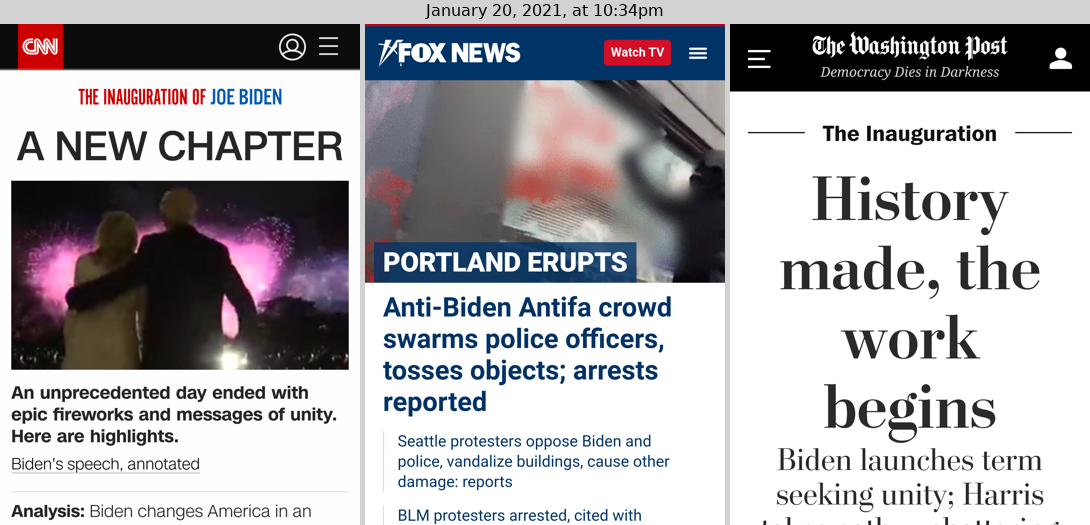 January 20, 2021, at 10:34pm
CNN
THE INAUGURATION OF JOE BIDEN
A NEW CHAPTER
An unprecedented day ended with
epic fireworks and messages of unity.
Here are highlights.
Biden's speech, annotated
Analysis: Biden changes America in an
FOX NEWS
Watch TV
PORTLAND ERUPTS
Anti-Biden Antifa crowd
swarms police officers,
tosses objects; arrests
reported
Seattle protesters oppose Biden and
police, vandalize buildings, cause other
damage: reports
BLM protesters arrested, cited with
The Washington Post
Democracy Dies in Darkness
The Inauguration
History
made, the
work
begins
Biden launches term
seeking unity; Harris